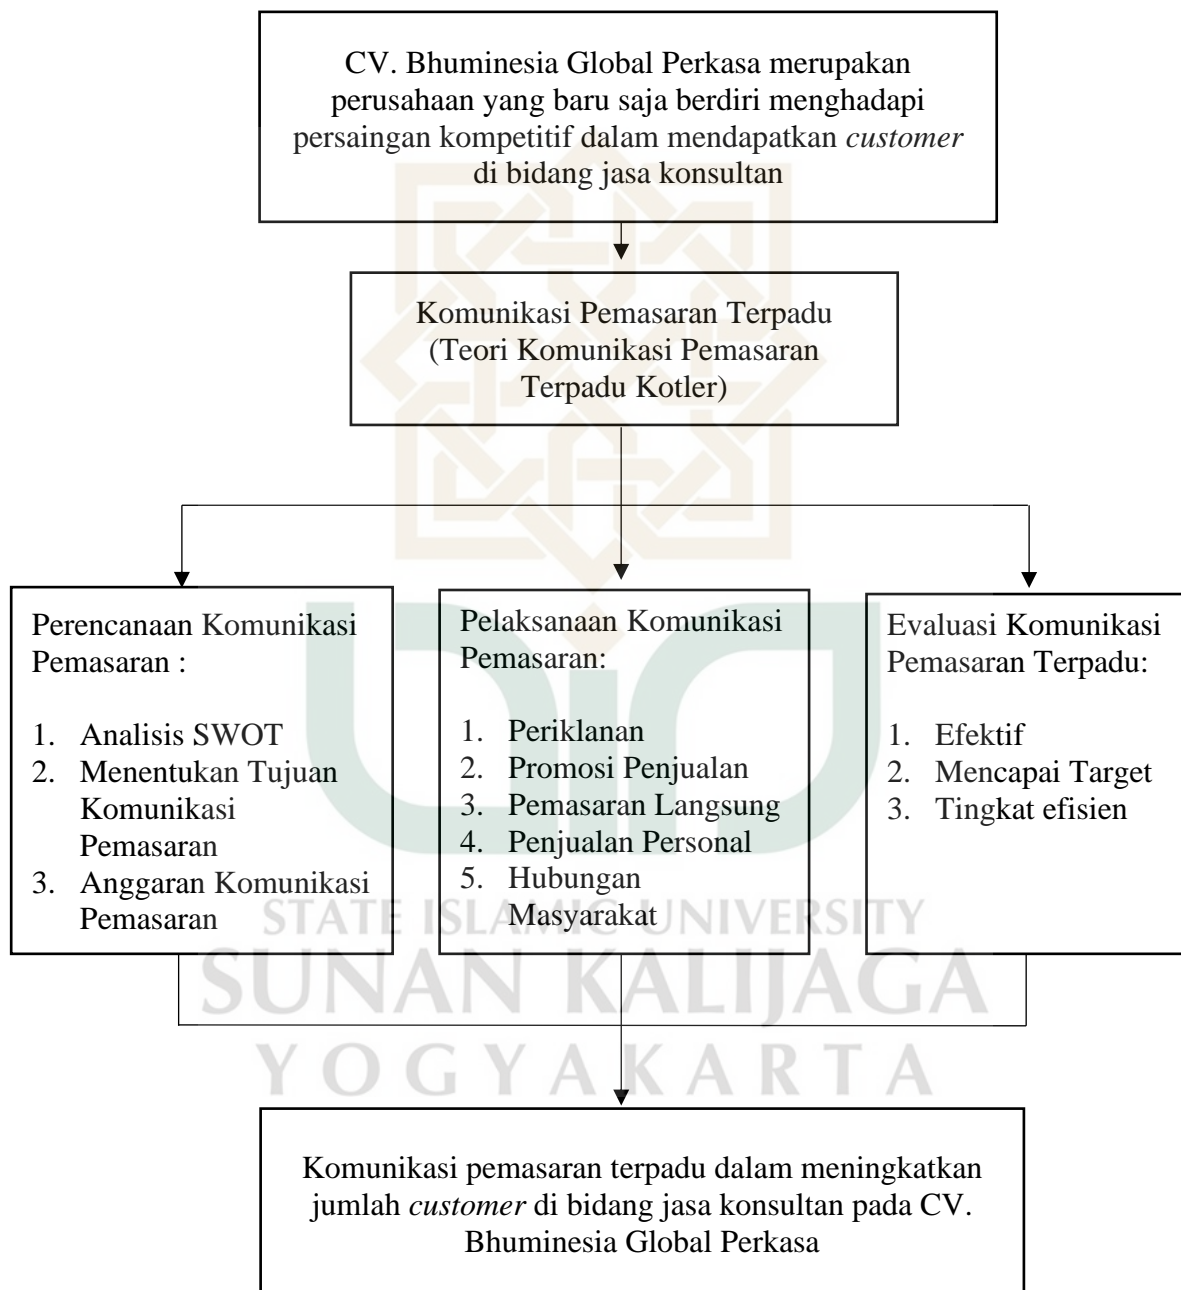 CV. Bhuminesia Global Perkasa merupakan
perusahaan yang baru saja berdiri menghadapi
persaingan kompetitif dalam mendapatkan customer
di bidang jasa konsultan
Komunikasi Pemasaran Terpadu
(Teori Komunikasi Pemasaran
Terpadu Kotler)
Perencanaan Komunikasi
Pemasaran :
1. Analisis SWOT
2. Menentukan Tujuan
Komunikasi
Pemasaran
3. Anggaran Komunikasi
Pemasaran
Pelaksanaan Komunikasi
Pemasaran:
1. Periklanan
2. Promosi Penjualan
3. Pemasaran Langsung
4. Penjualan Personal
5. Hubungan
Masyarakat
Evaluasi Komunikasi
Pemasaran Terpadu:
1. Efektif
2. Mencapai Target
3. Tingkat efisien
STATE ISLAMIC UNIVERSITY
SUNAN KALIJAGA
YOGYAKARTA
Komunikasi pemasaran terpadu dalam meningkatkan
jumlah customer di bidang jasa konsultan pada CV.
Bhuminesia Global Perkasa